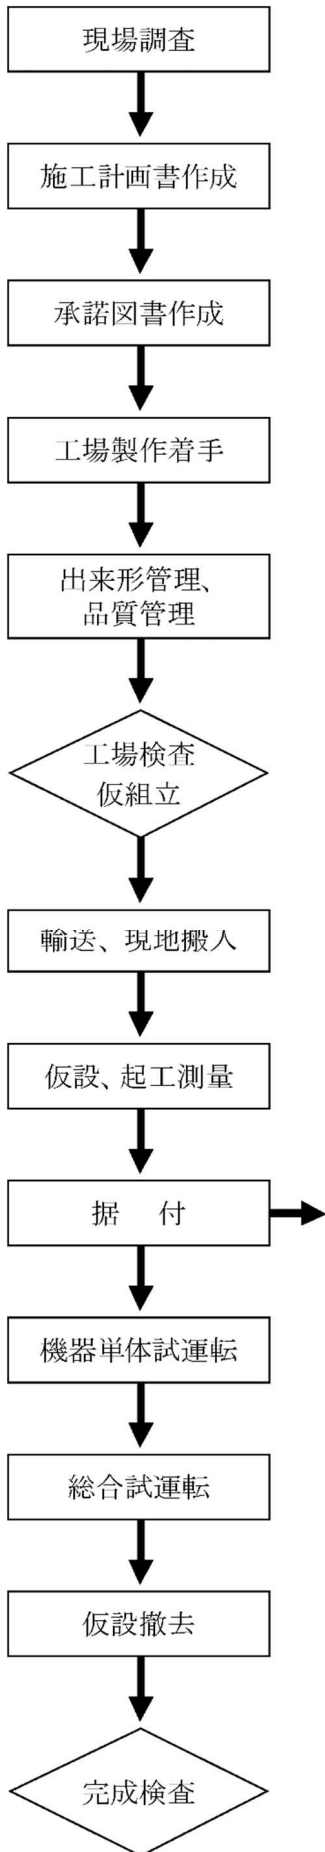 現場調査
施工計画書作成
承諾図書作成
工場製作着手
出来形管理、
品質管理
工場検査
仮組立
輸送、現地搬入
仮設、起工測量
据　付
機器単体試運転
総合試運転
仮設撤去
完成検査